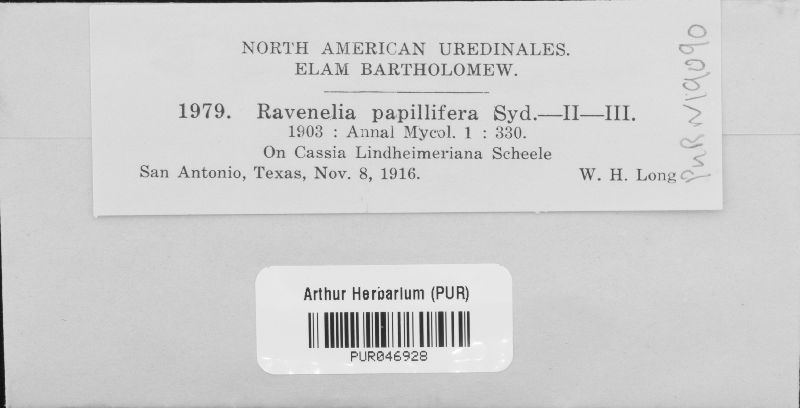 NORTH AMERICAN UREDINALES.
ELAM BARTHOLOMEW.
1979. Ravenelia papillifera Syd.—II—III.
1903 : Annal Mycol. 1 : 330.
On Cassia Lindheimeriana Scheele
San Antonio, Texas, Nov. 8, 1916. W. H. Long
PUR N19090
Arthur Herbarium (PUR)
PUR046928